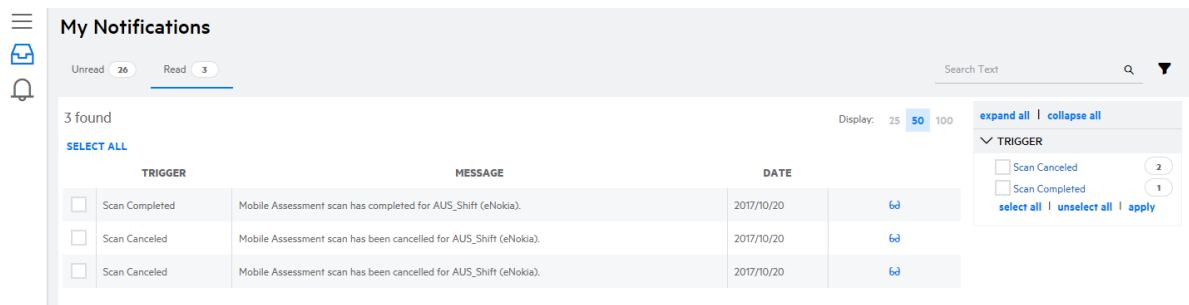 My Notifications
Unread 26 Read 3
Search Text
3 found
Display: 25 50 100
SELECT ALL
TRIGGER MESSAGE DATE
Scan Completed Mobile Assessment scan has completed for AUS_Shift (eNokia). 2017/10/20
Scan Canceled Mobile Assessment scan has been cancelled for AUS_Shift (eNokia). 2017/10/20
Scan Canceled Mobile Assessment scan has been cancelled for AUS_Shift (eNokia). 2017/10/20
expand all | collapse all
TRIGGER
Scan Canceled 2
Scan Completed 1
select all | unselect all | apply